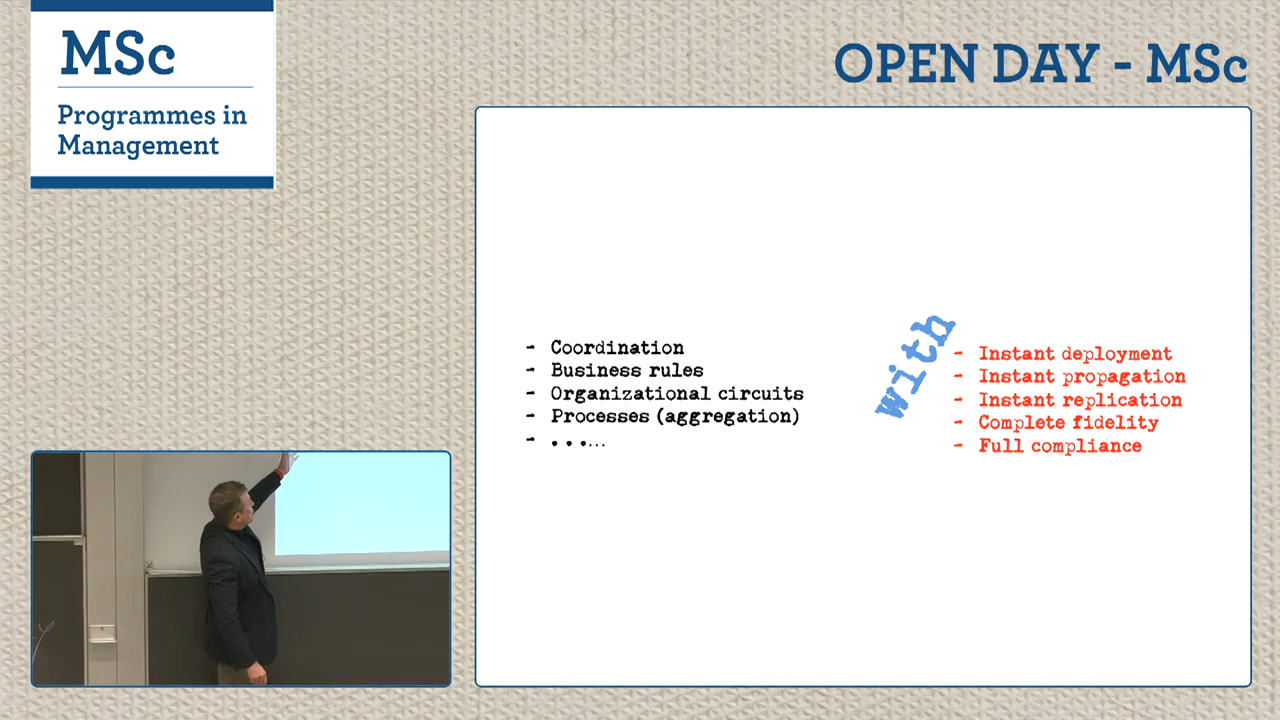 MSc
Programmes in
Management
OPEN DAY - MSc
- Coordination
- Business rules
- Organizational circuits
- Processes (aggregation)
- ......
with
- Instant deployment
- Instant propagation
- Instant replication
- Complete fidelity
- Full compliance